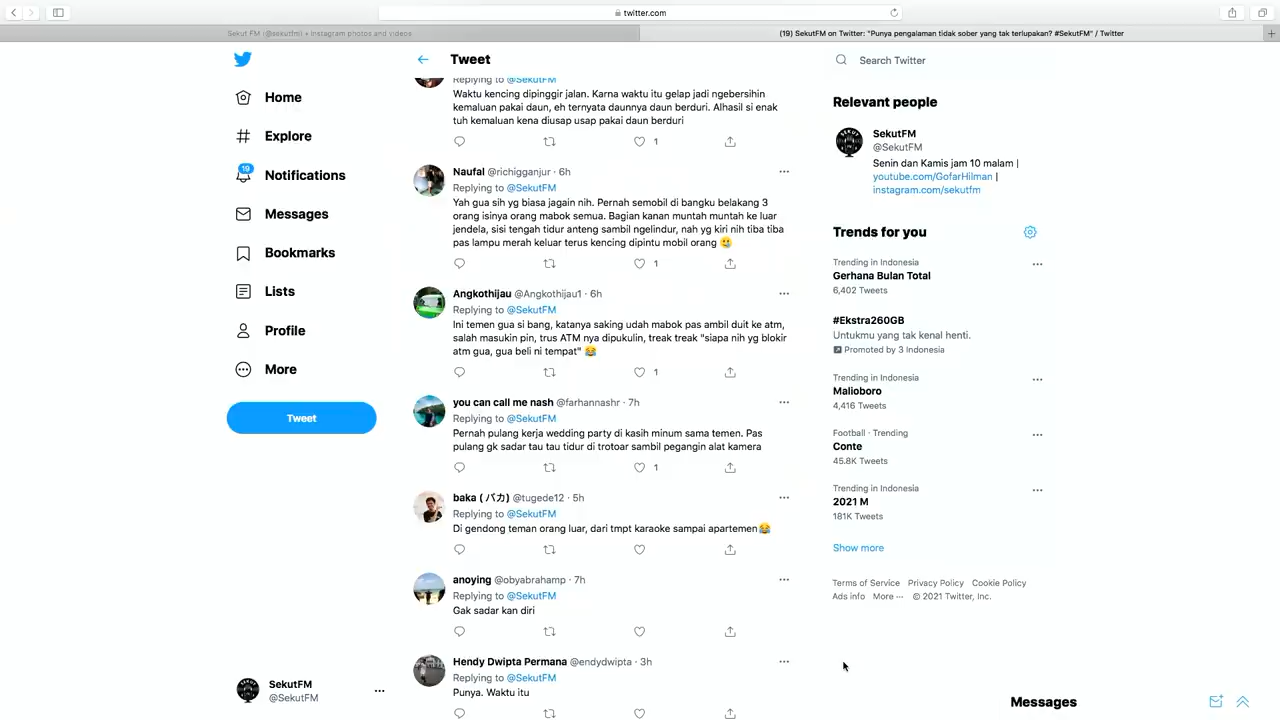 twitter.com
Sekut FM (@sekutfm) • Instagram photos and videos
(19) SekutFM on Twitter: "Punya pengalaman tidak sober yang tak terlupakan? #SekutFM" / Twitter
Home
Explore
19
Notifications
Messages
Bookmarks
Lists
Profile
More
Tweet
SekutFM
@SekutFM
Tweet
Replying to @SekutFM
Waktu kencing dipinggir jalan. Karna waktu itu gelap jadi ngebersihin
kemaluan pakai daun, eh ternyata daunnya daun berduri. Alhasil si enak
tuh kemaluan kena diusap usap pakai daun berduri
1
Naufal @richigganjur · 6h
Replying to @SekutFM
Yah gua sih yg biasa jagain nih. Pernah semobil di bangku belakang 3
orang isinya orang mabok semua. Bagian kanan muntah muntah ke luar
jendela, sisi tengah tidur anteng sambil ngelindur, nah yg kiri nih tiba tiba
pas lampu merah keluar terus kencing dipintu mobil orang 🥲
1
Angkothijau @Angkothijau1 · 6h
Replying to @SekutFM
Ini temen gua si bang, katanya saking udah mabok pas ambil duit ke atm,
salah masukin pin, trus ATM nya dipukulin, treak treak "siapa nih yg blokir
atm gua, gua beli ni tempat" 😂
1
you can call me nash @farhannashr · 7h
Replying to @SekutFM
Pernah pulang kerja wedding party di kasih minum sama temen. Pas
pulang gk sadar tau tau tidur di trotoar sambil pegangin alat kamera
1
baka ( バカ) @tugede12 · 5h
Replying to @SekutFM
Di gendong teman orang luar, dari tmpt karaoke sampai apartemen😂
anoying @obyabrahamp · 7h
Replying to @SekutFM
Gak sadar kan diri
Hendy Dwipta Permana @endydwipta · 3h
Replying to @SekutFM
Punya. Waktu itu
Search Twitter
Relevant people
SEKUT FM
SekutFM
@SekutFM
Senin dan Kamis jam 10 malam |
youtube.com/GofarHilman |
instagram.com/sekutfm
Trends for you
Trending in Indonesia
Gerhana Bulan Total
6,402 Tweets
#Ekstra260GB
Untukmu yang tak kenal henti.
Promoted by 3 Indonesia
Trending in Indonesia
Malioboro
4,416 Tweets
Football · Trending
Conte
45.8K Tweets
Trending in Indonesia
2021 M
181K Tweets
Show more
Terms of Service Privacy Policy Cookie Policy
Ads info More ··· © 2021 Twitter, Inc.
Messages